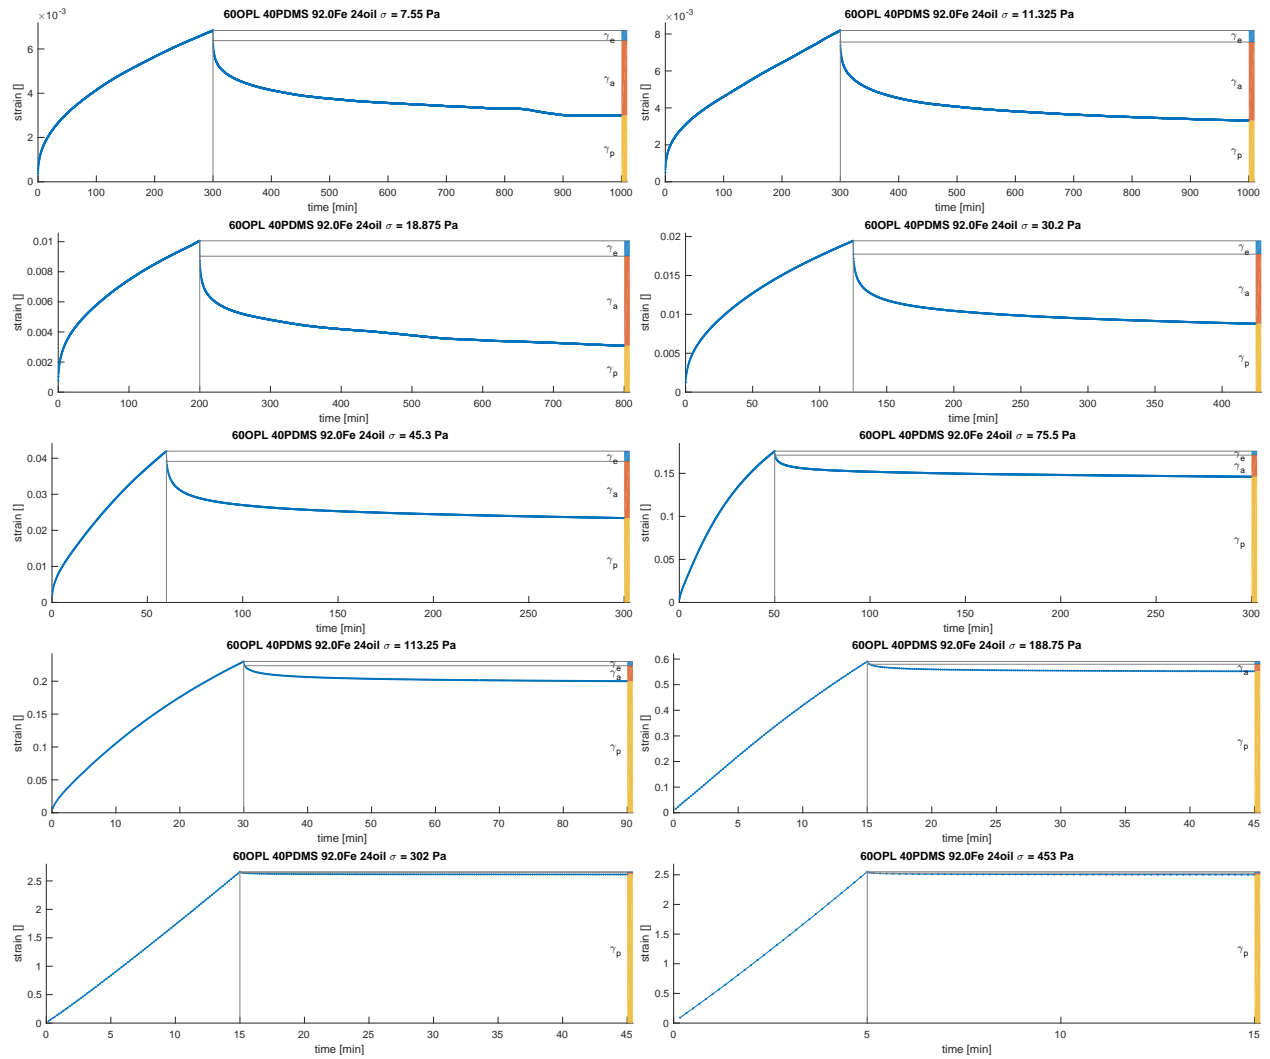 60OPL 40PDMS 92.0Fe 24oil σ = 7.55 Pa
×10⁻³
strain []
6
4
2
0
γe
γa
γp
0 100 200 300 400 500 600 700 800 900 1000
time [min]
60OPL 40PDMS 92.0Fe 24oil σ = 11.325 Pa
×10⁻³
strain []
8
6
4
2
0
γe
γa
γp
0 100 200 300 400 500 600 700 800 900 1000
time [min]
60OPL 40PDMS 92.0Fe 24oil σ = 18.875 Pa
strain []
0.01
0.008
0.006
0.004
0.002
0
γe
γa
γp
0 100 200 300 400 500 600 700 800
time [min]
60OPL 40PDMS 92.0Fe 24oil σ = 30.2 Pa
strain []
0.02
0.015
0.01
0.005
0
γe
γa
γp
0 50 100 150 200 250 300 350 400
time [min]
60OPL 40PDMS 92.0Fe 24oil σ = 45.3 Pa
strain []
0.04
0.03
0.02
0.01
0
γe
γa
γp
0 50 100 150 200 250 300
time [min]
60OPL 40PDMS 92.0Fe 24oil σ = 75.5 Pa
strain []
0.15
0.1
0.05
0
γe
γa
γp
0 50 100 150 200 250 300
time [min]
60OPL 40PDMS 92.0Fe 24oil σ = 113.25 Pa
strain []
0.2
0.15
0.1
0.05
0
γe
γa
γp
0 10 20 30 40 50 60 70 80 90
time [min]
60OPL 40PDMS 92.0Fe 24oil σ = 188.75 Pa
strain []
0.6
0.5
0.4
0.3
0.2
0.1
0
γa
γp
0 5 10 15 20 25 30 35 40 45
time [min]
60OPL 40PDMS 92.0Fe 24oil σ = 302 Pa
strain []
2.5
2
1.5
1
0.5
0
γp
0 5 10 15 20 25 30 35 40 45
time [min]
60OPL 40PDMS 92.0Fe 24oil σ = 453 Pa
strain []
2.5
2
1.5
1
0.5
0
γp
0 5 10 15
time [min]